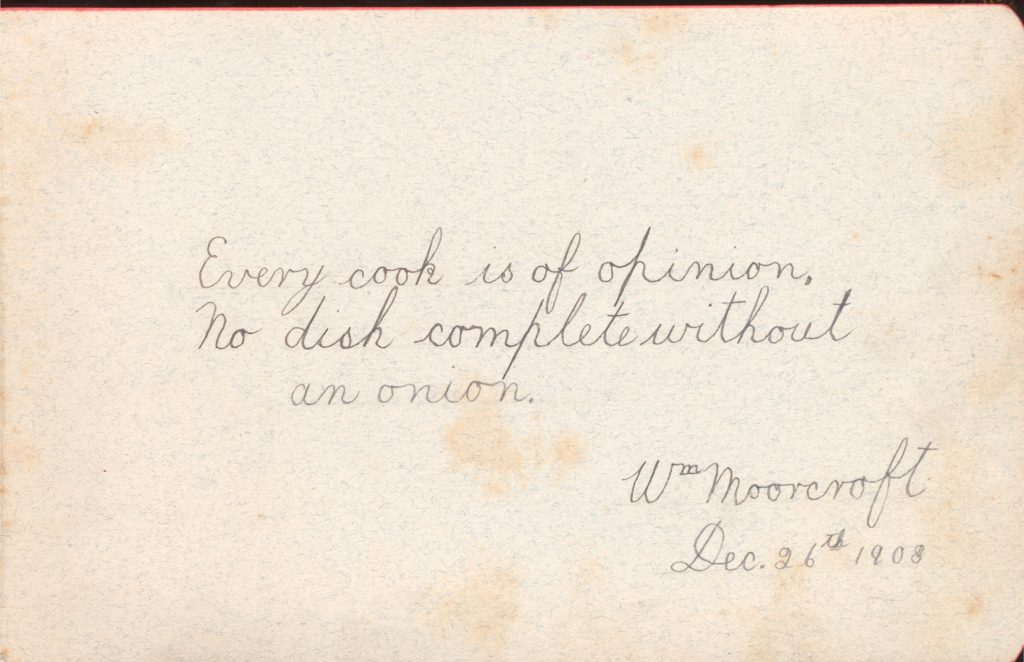 Every cook is of opinion,
No dish complete without
an onion.
Wm Moorcroft
Dec. 26th 1908